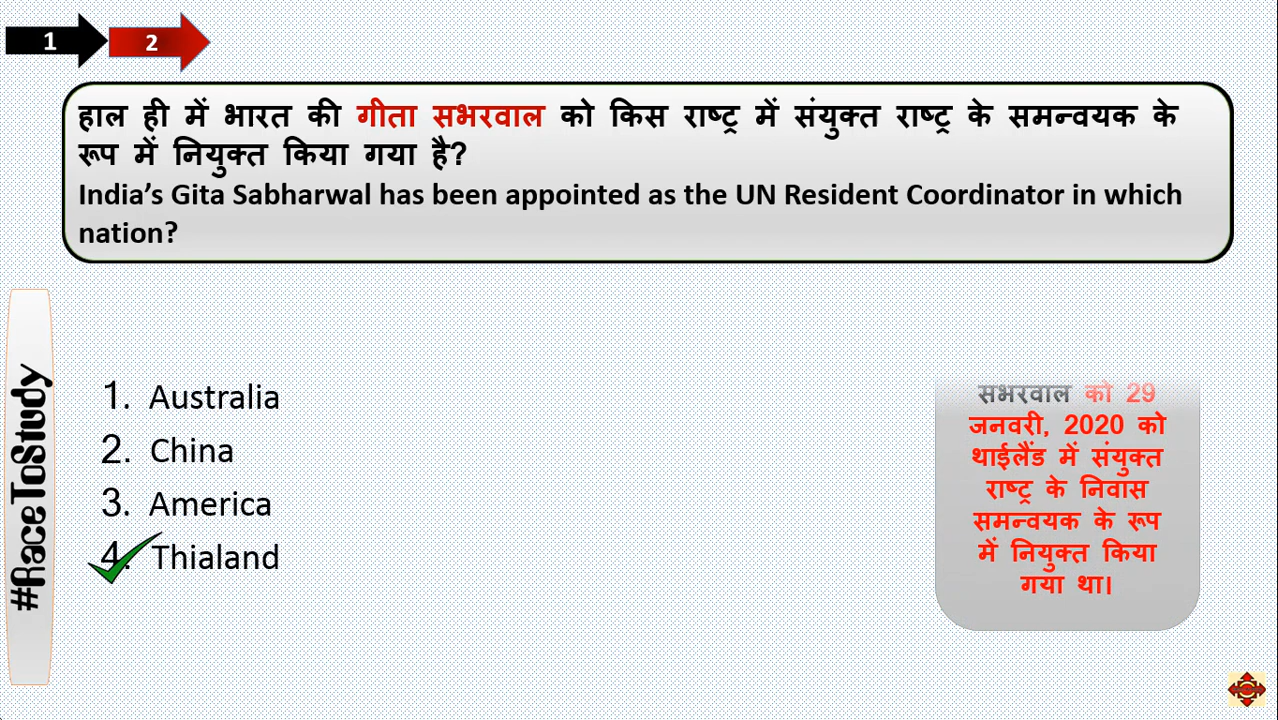 1 2
हाल ही में भारत की गीता सभरवाल को किस राष्ट्र में संयुक्त राष्ट्र के समन्वयक के
रूप में नियुक्त किया गया है?
India's Gita Sabharwal has been appointed as the UN Resident Coordinator in which
nation?
#RaceToStudy
1. Australia
2. China
3. America
4. Thialand
सभरवाल को 29
जनवरी, 2020 को
थाईलैंड में संयुक्त
राष्ट्र के निवास
समन्वयक के रूप
में नियुक्त किया
गया था।